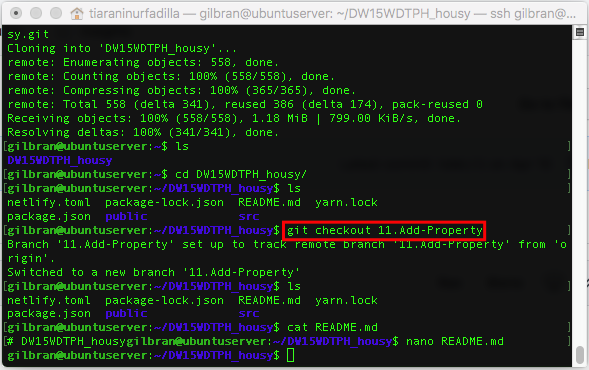 tiaraninurfadilla — gilbran@ubuntuserver: ~/DW15WDTPH_housy — ssh gilbran@...
sy.git
Cloning into 'DW15WDTPH_housy'...
remote: Enumerating objects: 558, done.
remote: Counting objects: 100% (558/558), done.
remote: Compressing objects: 100% (365/365), done.
remote: Total 558 (delta 341), reused 386 (delta 174), pack-reused 0
Receiving objects: 100% (558/558), 1.18 MiB | 799.00 KiB/s, done.
Resolving deltas: 100% (341/341), done.
[gilbran@ubuntuserver:~$ ls ]
DW15WDTPH_housy
[gilbran@ubuntuserver:~$ cd DW15WDTPH_housy/ ]
[gilbran@ubuntuserver:~/DW15WDTPH_housy$ ls ]
netlify.toml package-lock.json README.md yarn.lock
package.json public src
[gilbran@ubuntuserver:~/DW15WDTPH_housy$ git checkout 11.Add-Property ]
Branch '11.Add-Property' set up to track remote branch '11.Add-Property' from 'o
rigin'.
Switched to a new branch '11.Add-Property'
[gilbran@ubuntuserver:~/DW15WDTPH_housy$ ls ]
netlify.toml package-lock.json README.md yarn.lock
package.json public src
[gilbran@ubuntuserver:~/DW15WDTPH_housy$ cat README.md ]
[# DW15WDTPH_housygilbran@ubuntuserver:~/DW15WDTPH_housy$ nano README.md ]
gilbran@ubuntuserver:~/DW15WDTPH_housy$